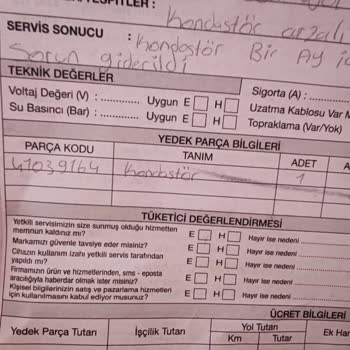 TESPİTLER :
Kondastör arzalı
SERVİS SONUCU : Kondostör Bir Ay iç
Sorun giderildi
TEKNİK DEĞERLER
Voltaj Değeri (V) : Uygun E H Sigorta (A) :
Su Basıncı (Bar) : Uygun E H Uzatma Kablosu Var M
Topraklama (Var/Yok)
YEDEK PARÇA BİLGİLERİ
PARÇA KODU TANIM ADET
41039164 Kondastör 1
TÜKETİCİ DEĞERLENDİRMESİ
Yetkili servisimizin size sunmuş olduğu hizmetten
memnun kaldınız mı? E H Hayır ise nedeni
Markamızı güvenle tavsiye eder misiniz? E H Hayır ise nedeni
Cihazın kullanım izahı yetkili servis tarafından
yapıldı mı? E H Hayır ise nedeni
Firmamızın ürün ve hizmetlerinden, sms - eposta
aracılığıyla haberdar olmak ister misiniz? E H Hayır ise nedeni
Kişisel bilgilerinizin satış ve pazarlama hizmetleri
için kullanılmasını kabul ediyor musunuz? E H Hayır ise nedeni
ÜCRET BİLGİLERİ
Yedek Parça Tutarı İşçilik Tutarı Yol Tutarı Ek Har
Km Tutar